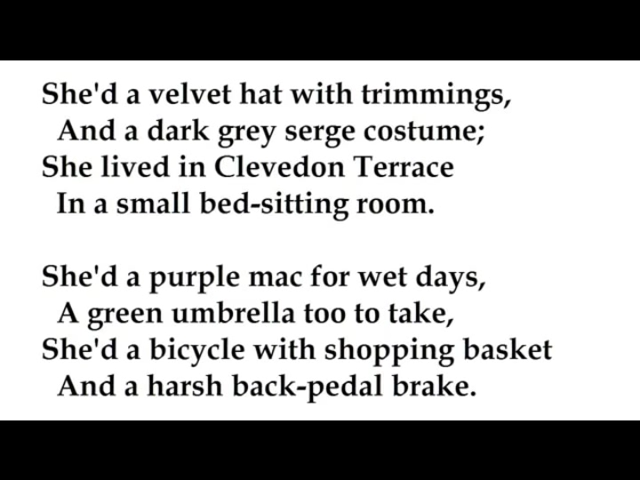 She'd a velvet hat with trimmings,
And a dark grey serge costume;
She lived in Clevedon Terrace
In a small bed-sitting room.
She'd a purple mac for wet days,
A green umbrella too to take,
She'd a bicycle with shopping basket
And a harsh back-pedal brake.